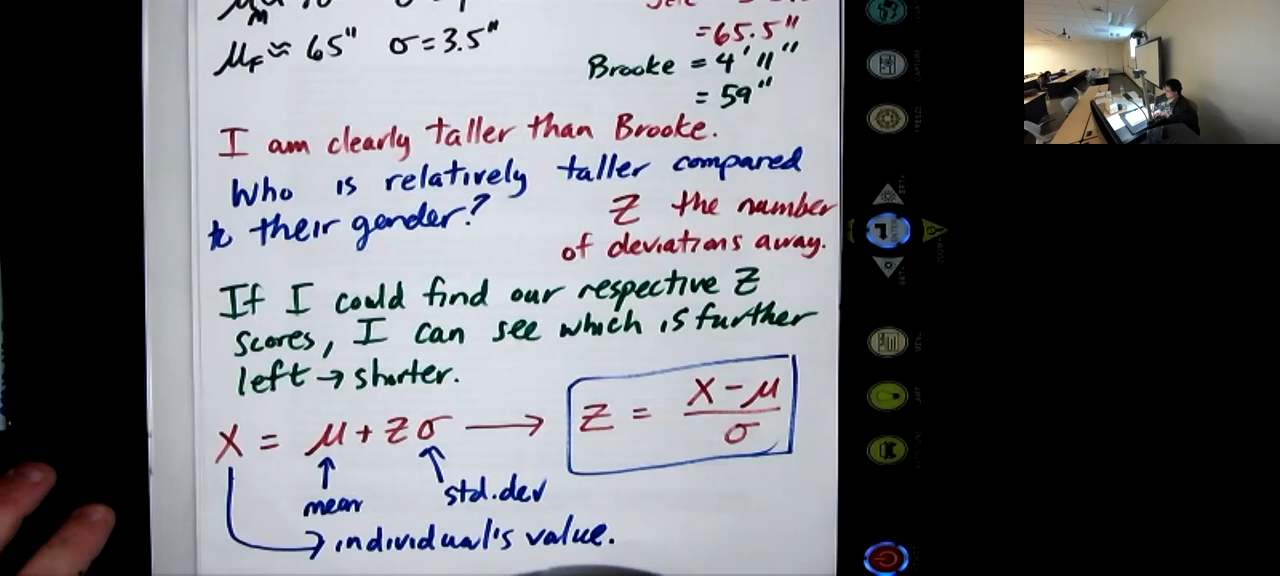 μF ≈ 65" σ = 3.5"
= 65.5"
Brooke = 4' 11"
= 59"
I am clearly taller than Brooke.
Who is relatively taller compared
to their gender?
Z the number
of deviations away.
If I could find our respective Z
scores, I can see which is further
left → shorter.
X = μ + Zσ → Z = X - μ / σ
mean
std.dev
individual's value.